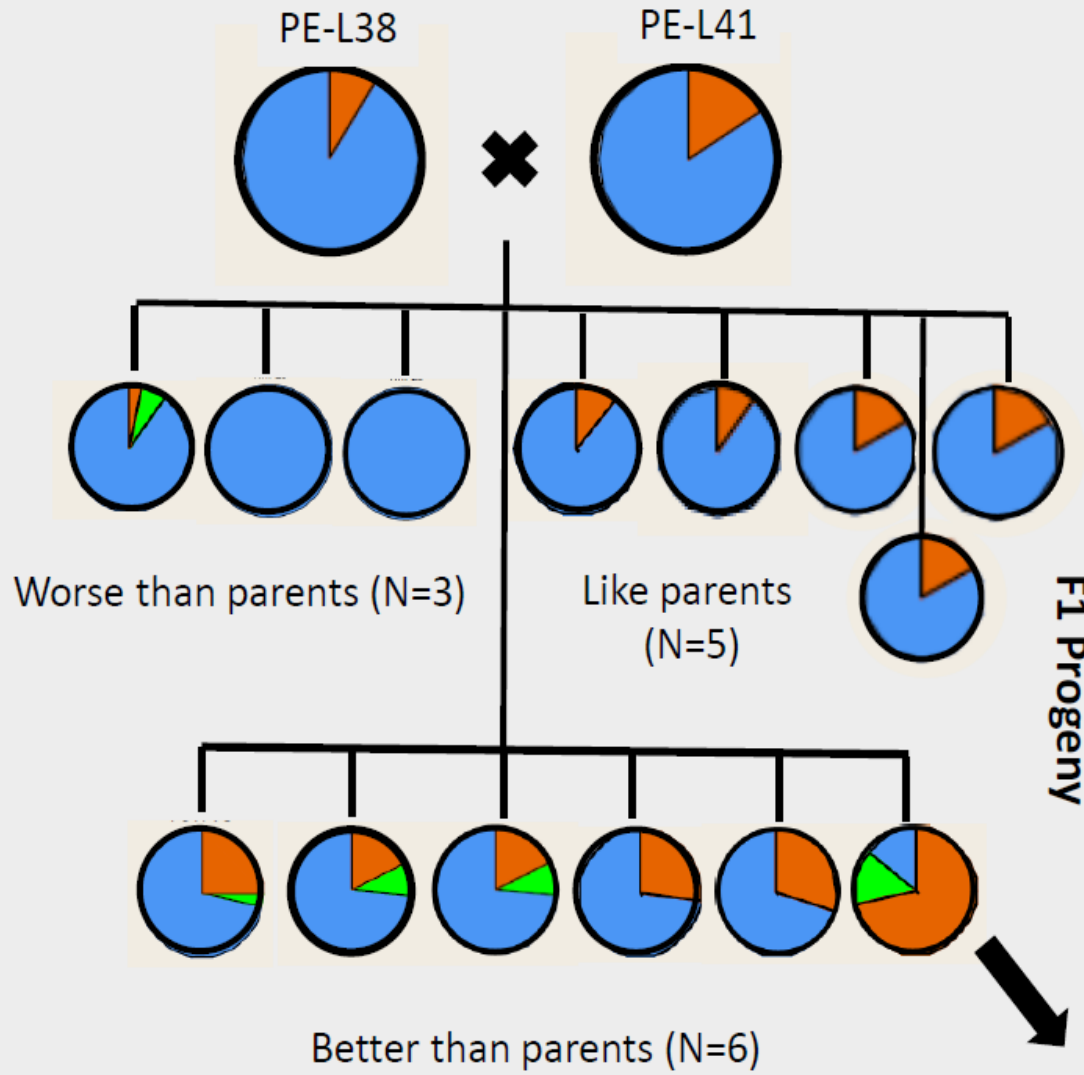 PE-L38
PE-L41
Worse than parents (N=3)
Like parents
(N=5)
F1 Progeny
Better than parents (N=6)